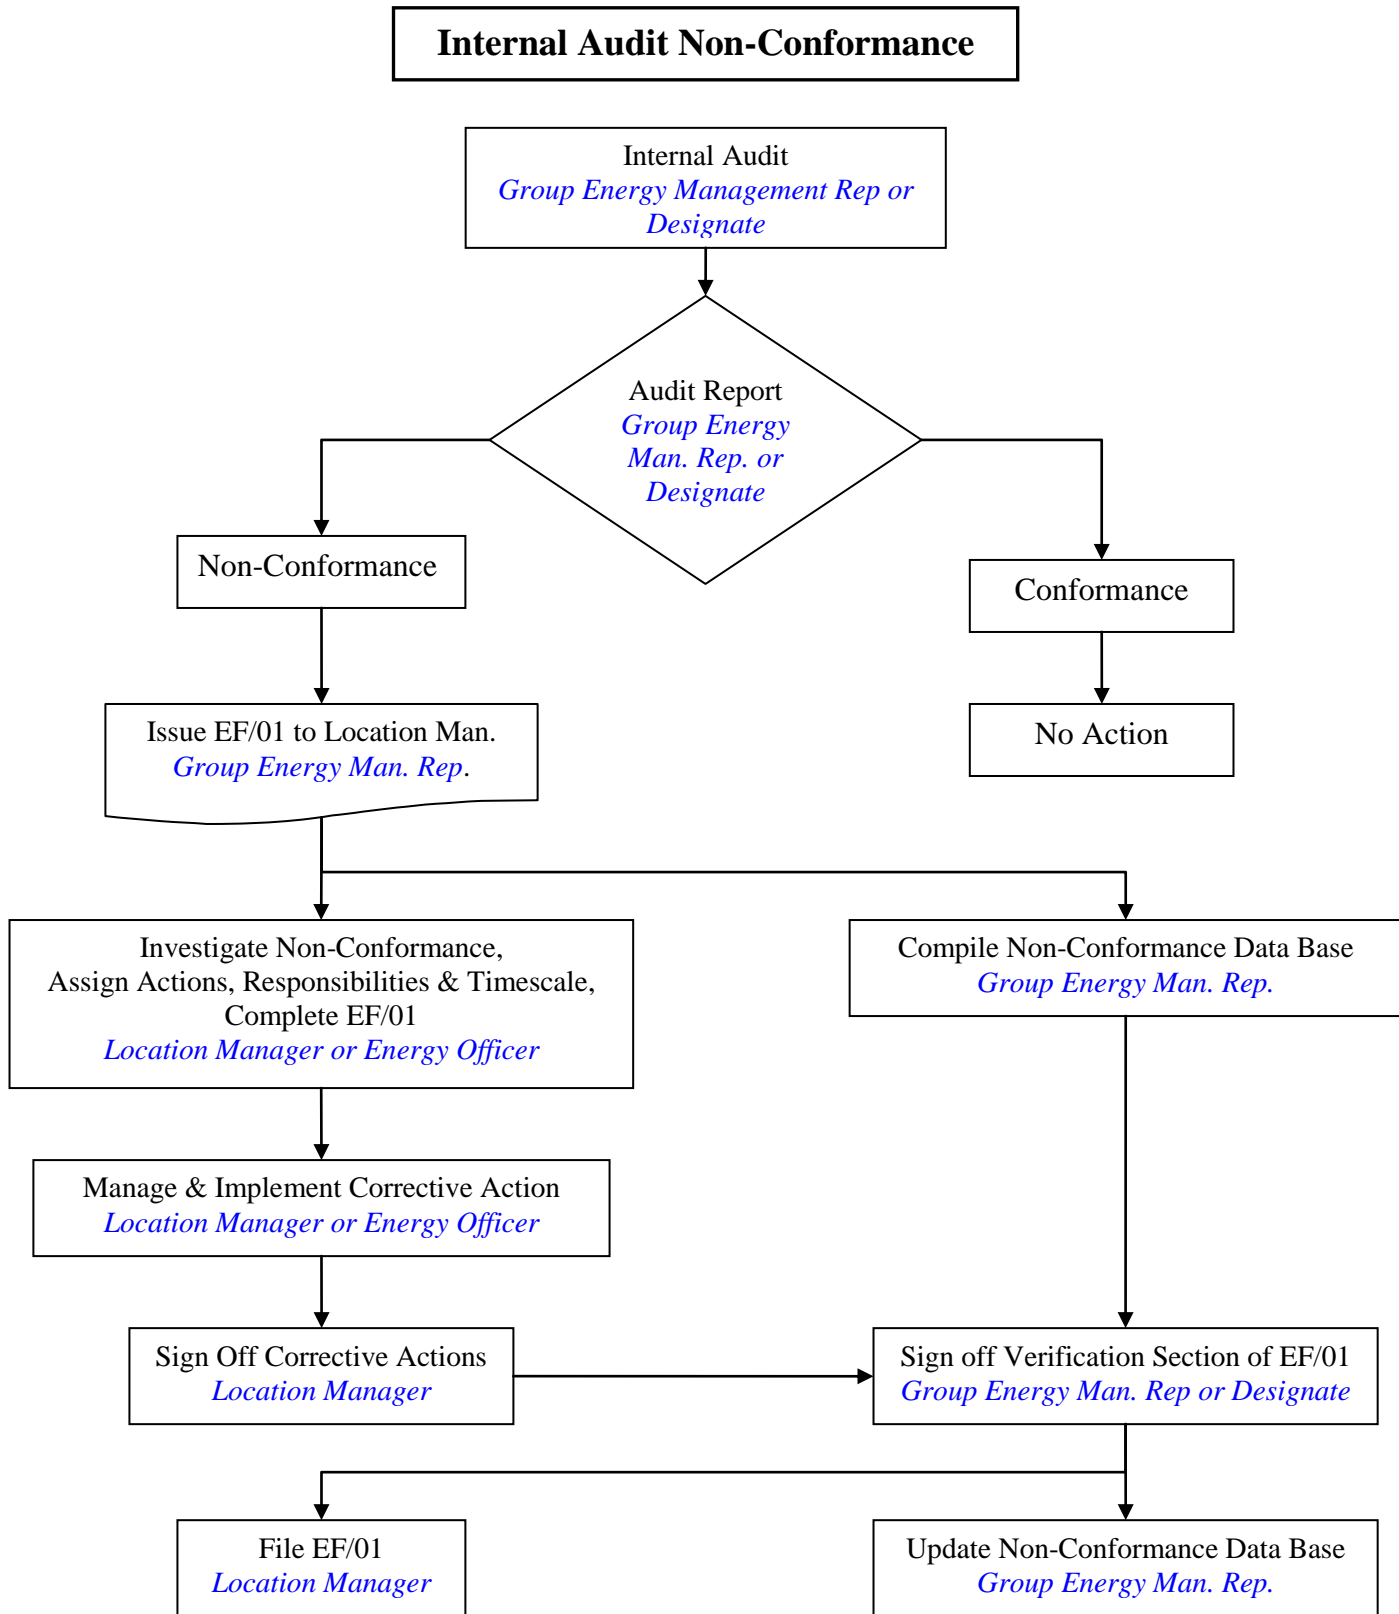 Internal Audit Non-Conformance
Internal Audit
Group Energy Management Rep or
Designate
Audit Report
Group Energy
Man. Rep. or
Designate
Non-Conformance
Conformance
Issue EF/01 to Location Man.
Group Energy Man. Rep.
No Action
Investigate Non-Conformance,
Assign Actions, Responsibilities & Timescale,
Complete EF/01
Location Manager or Energy Officer
Compile Non-Conformance Data Base
Group Energy Man. Rep.
Manage & Implement Corrective Action
Location Manager or Energy Officer
Sign Off Corrective Actions
Location Manager
Sign off Verification Section of EF/01
Group Energy Man. Rep or Designate
File EF/01
Location Manager
Update Non-Conformance Data Base
Group Energy Man. Rep.